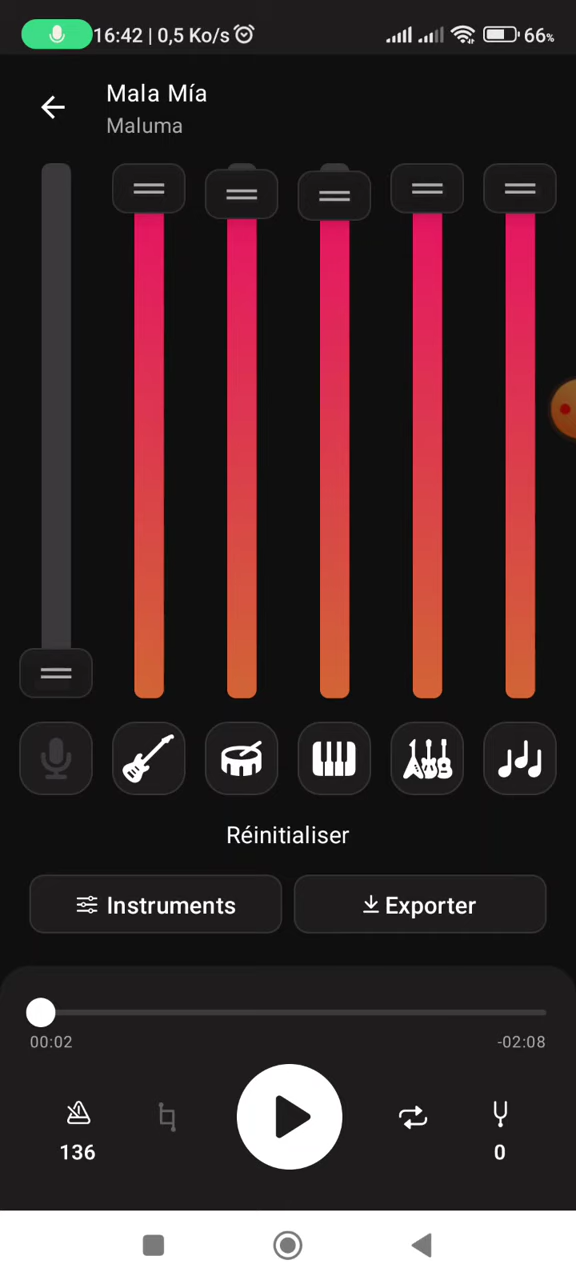 16:42 | 0,5 Ko/s
66%
Mala Mía
Maluma
Réinitialiser
Instruments
Exporter
00:02
-02:08
136
0